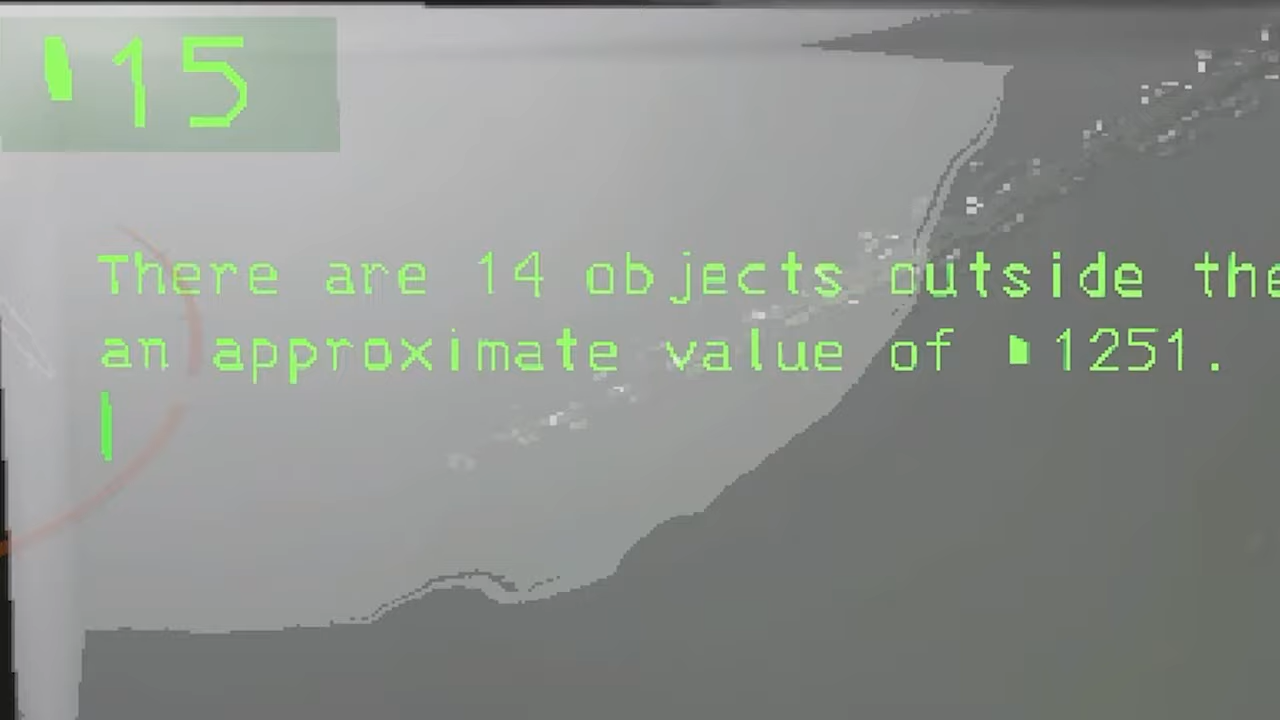 ▮15
There are 14 objects outside the
an approximate value of ▮1251.